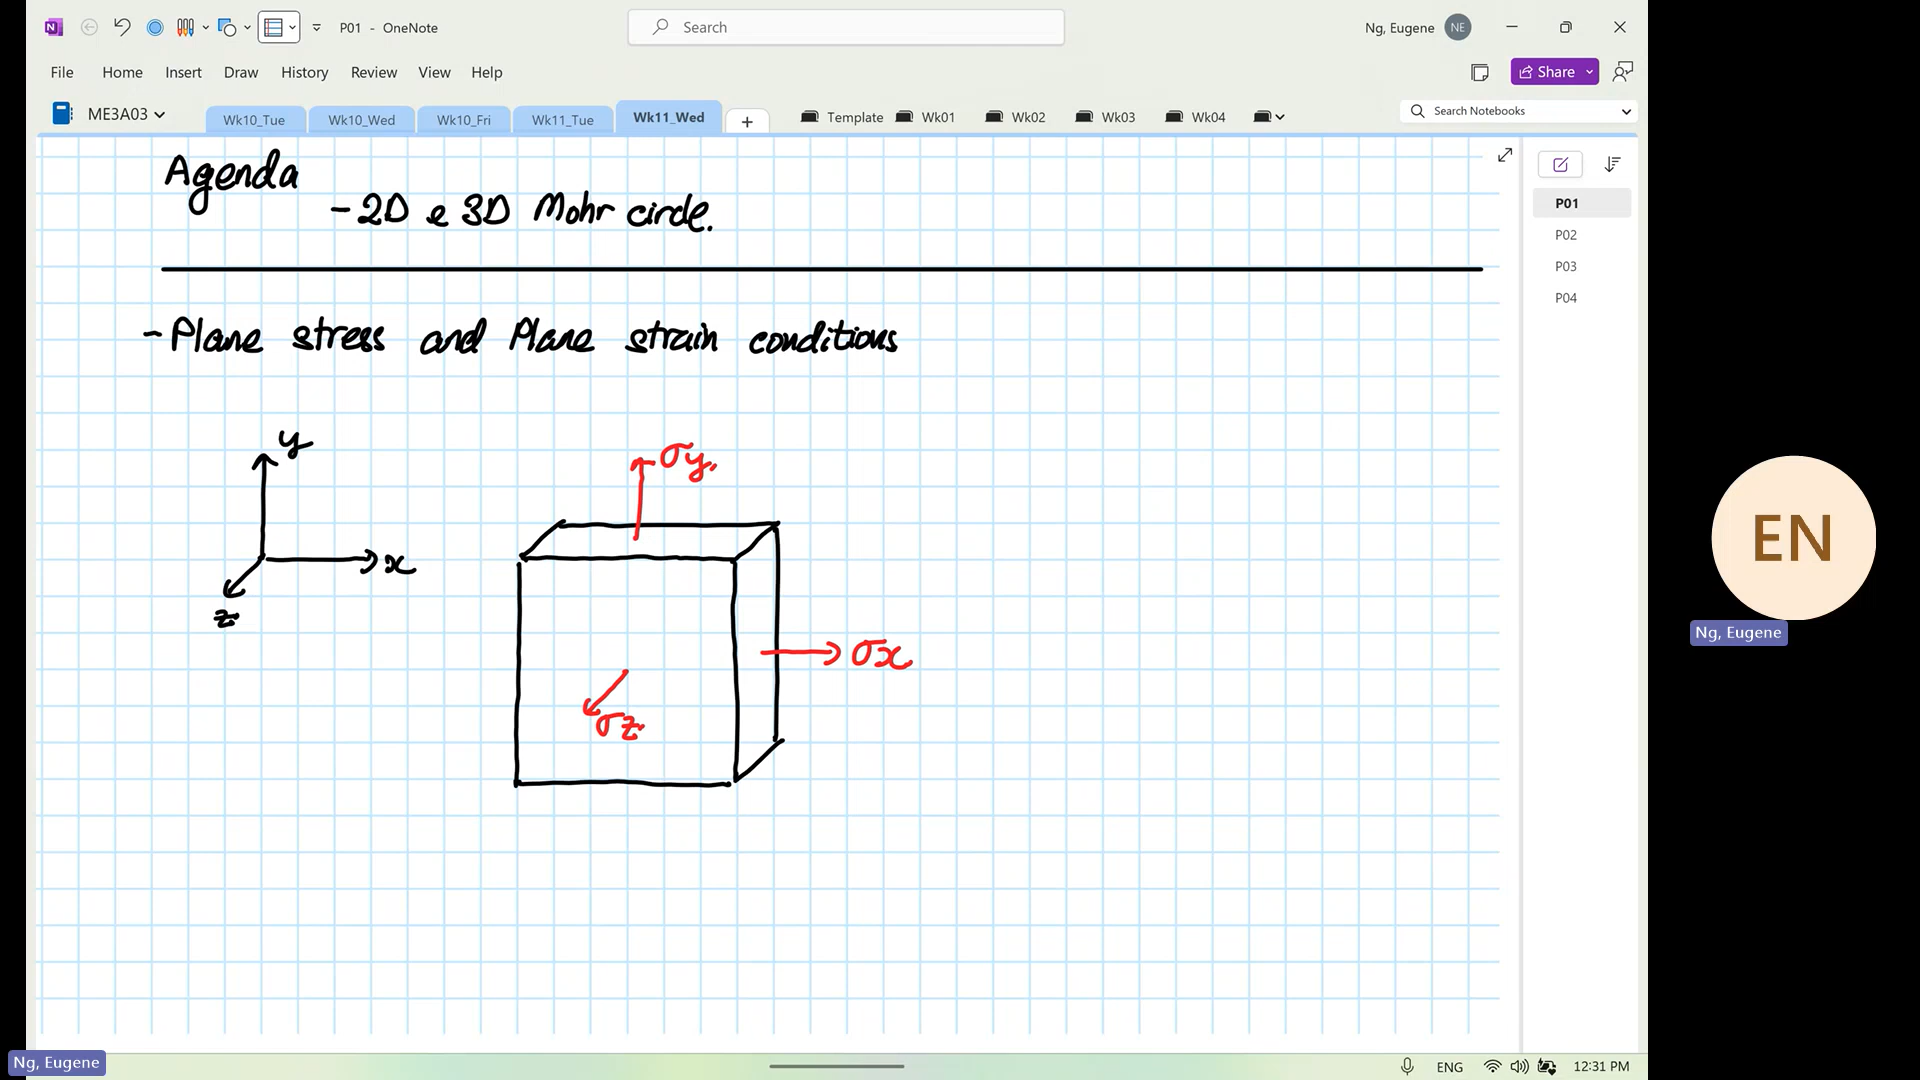 P01 - OneNote
Search
Ng, Eugene
NE
File Home Insert Draw History Review View Help
Share
ME3A03
Wk10_Tue Wk10_Wed Wk10_Fri Wk11_Tue Wk11_Wed
Template Wk01 Wk02 Wk03 Wk04
Search Notebooks
Agenda
- 2D & 3D Mohr circle.
- Plane stress and Plane strain conditions
y
x
z
σy
σx
σz
P01
P02
P03
P04
EN
Ng, Eugene
Ng, Eugene
ENG
12:31 PM